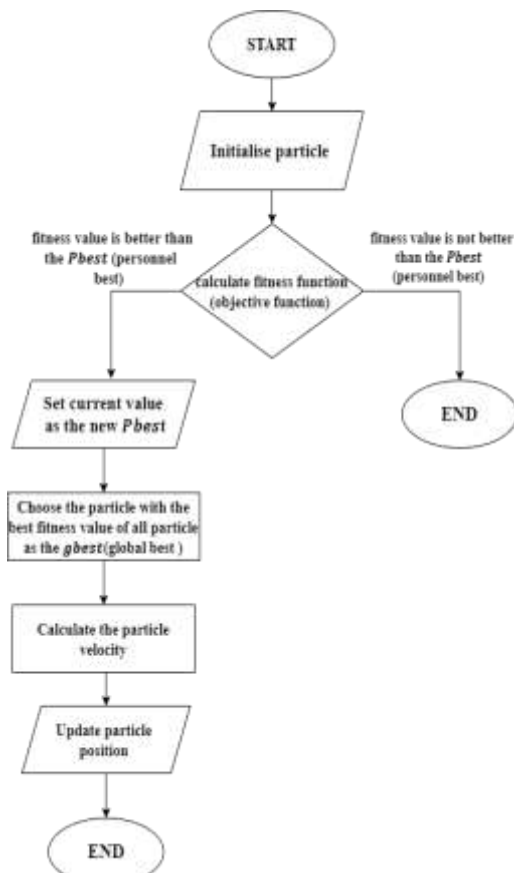 START
Initialise particle
fitness value is better than
the Pbest (personnel
best)
fitness value is not better
than the Pbest
(personnel best)
calculate fitness function
(objective function)
Set current value
as the new Pbest
END
Choose the particle with the
best fitness value of all particle
as the gbest(global best )
Calculate the particle
velocity
Update particle
position
END